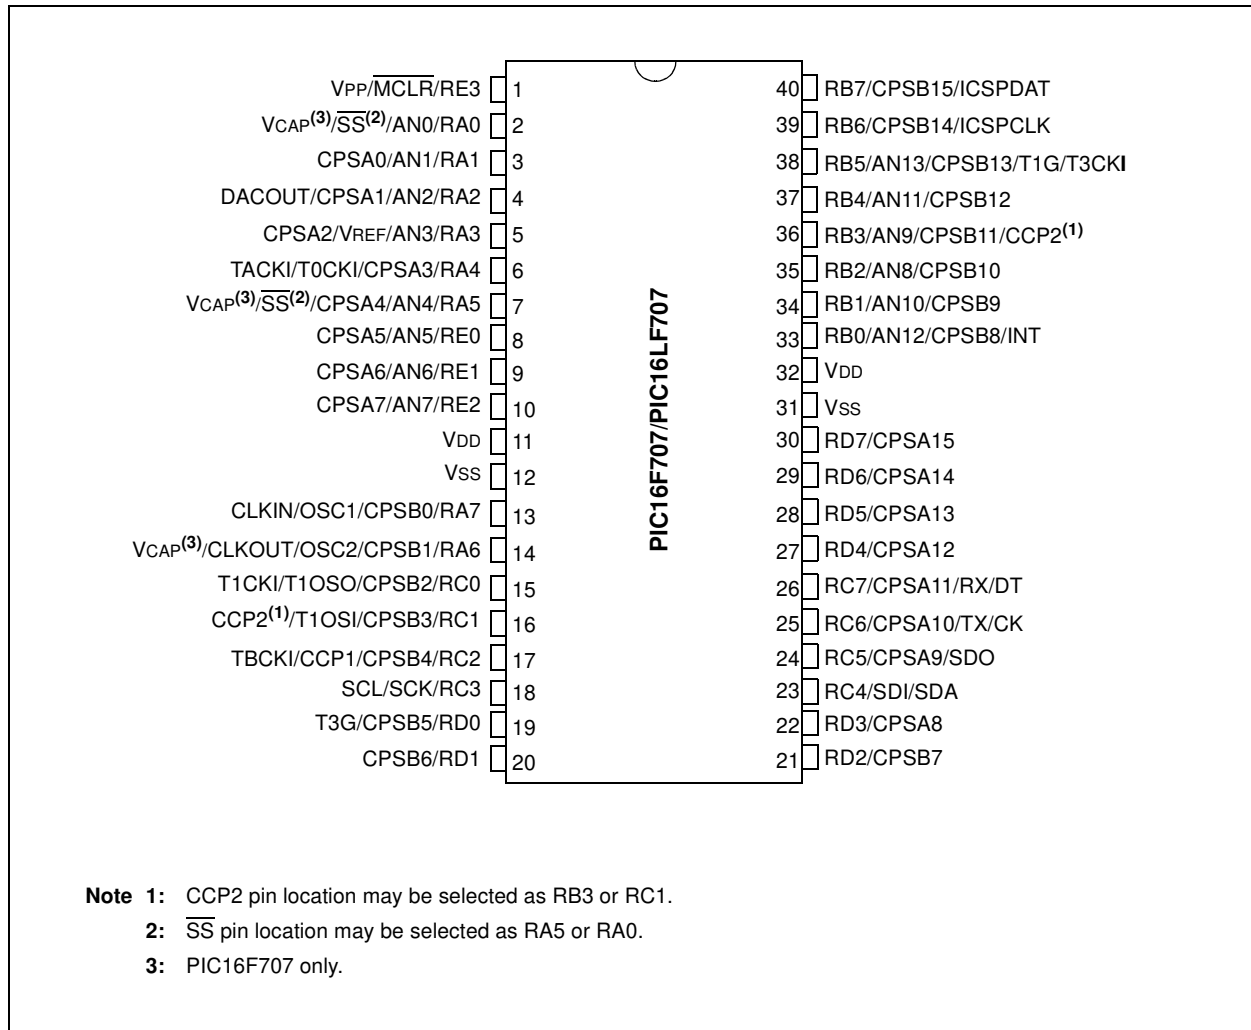 VPP/MCLR/RE3 1
VCAP(3)/SS(2)/AN0/RA0 2
CPSA0/AN1/RA1 3
DACOUT/CPSA1/AN2/RA2 4
CPSA2/VREF/AN3/RA3 5
TACKI/T0CKI/CPSA3/RA4 6
VCAP(3)/SS(2)/CPSA4/AN4/RA5 7
CPSA5/AN5/RE0 8
CPSA6/AN6/RE1 9
CPSA7/AN7/RE2 10
VDD 11
VSS 12
CLKIN/OSC1/CPSB0/RA7 13
VCAP(3)/CLKOUT/OSC2/CPSB1/RA6 14
T1CKI/T1OSO/CPSB2/RC0 15
CCP2(1)/T1OSI/CPSB3/RC1 16
TBCKI/CCP1/CPSB4/RC2 17
SCL/SCK/RC3 18
T3G/CPSB5/RD0 19
CPSB6/RD1 20
PIC16F707/PIC16LF707
40 RB7/CPSB15/ICSPDAT
39 RB6/CPSB14/ICSPCLK
38 RB5/AN13/CPSB13/T1G/T3CKI
37 RB4/AN11/CPSB12
36 RB3/AN9/CPSB11/CCP2(1)
35 RB2/AN8/CPSB10
34 RB1/AN10/CPSB9
33 RB0/AN12/CPSB8/INT
32 VDD
31 VSS
30 RD7/CPSA15
29 RD6/CPSA14
28 RD5/CPSA13
27 RD4/CPSA12
26 RC7/CPSA11/RX/DT
25 RC6/CPSA10/TX/CK
24 RC5/CPSA9/SDO
23 RC4/SDI/SDA
22 RD3/CPSA8
21 RD2/CPSB7
Note 1: CCP2 pin location may be selected as RB3 or RC1.
2: SS pin location may be selected as RA5 or RA0.
3: PIC16F707 only.